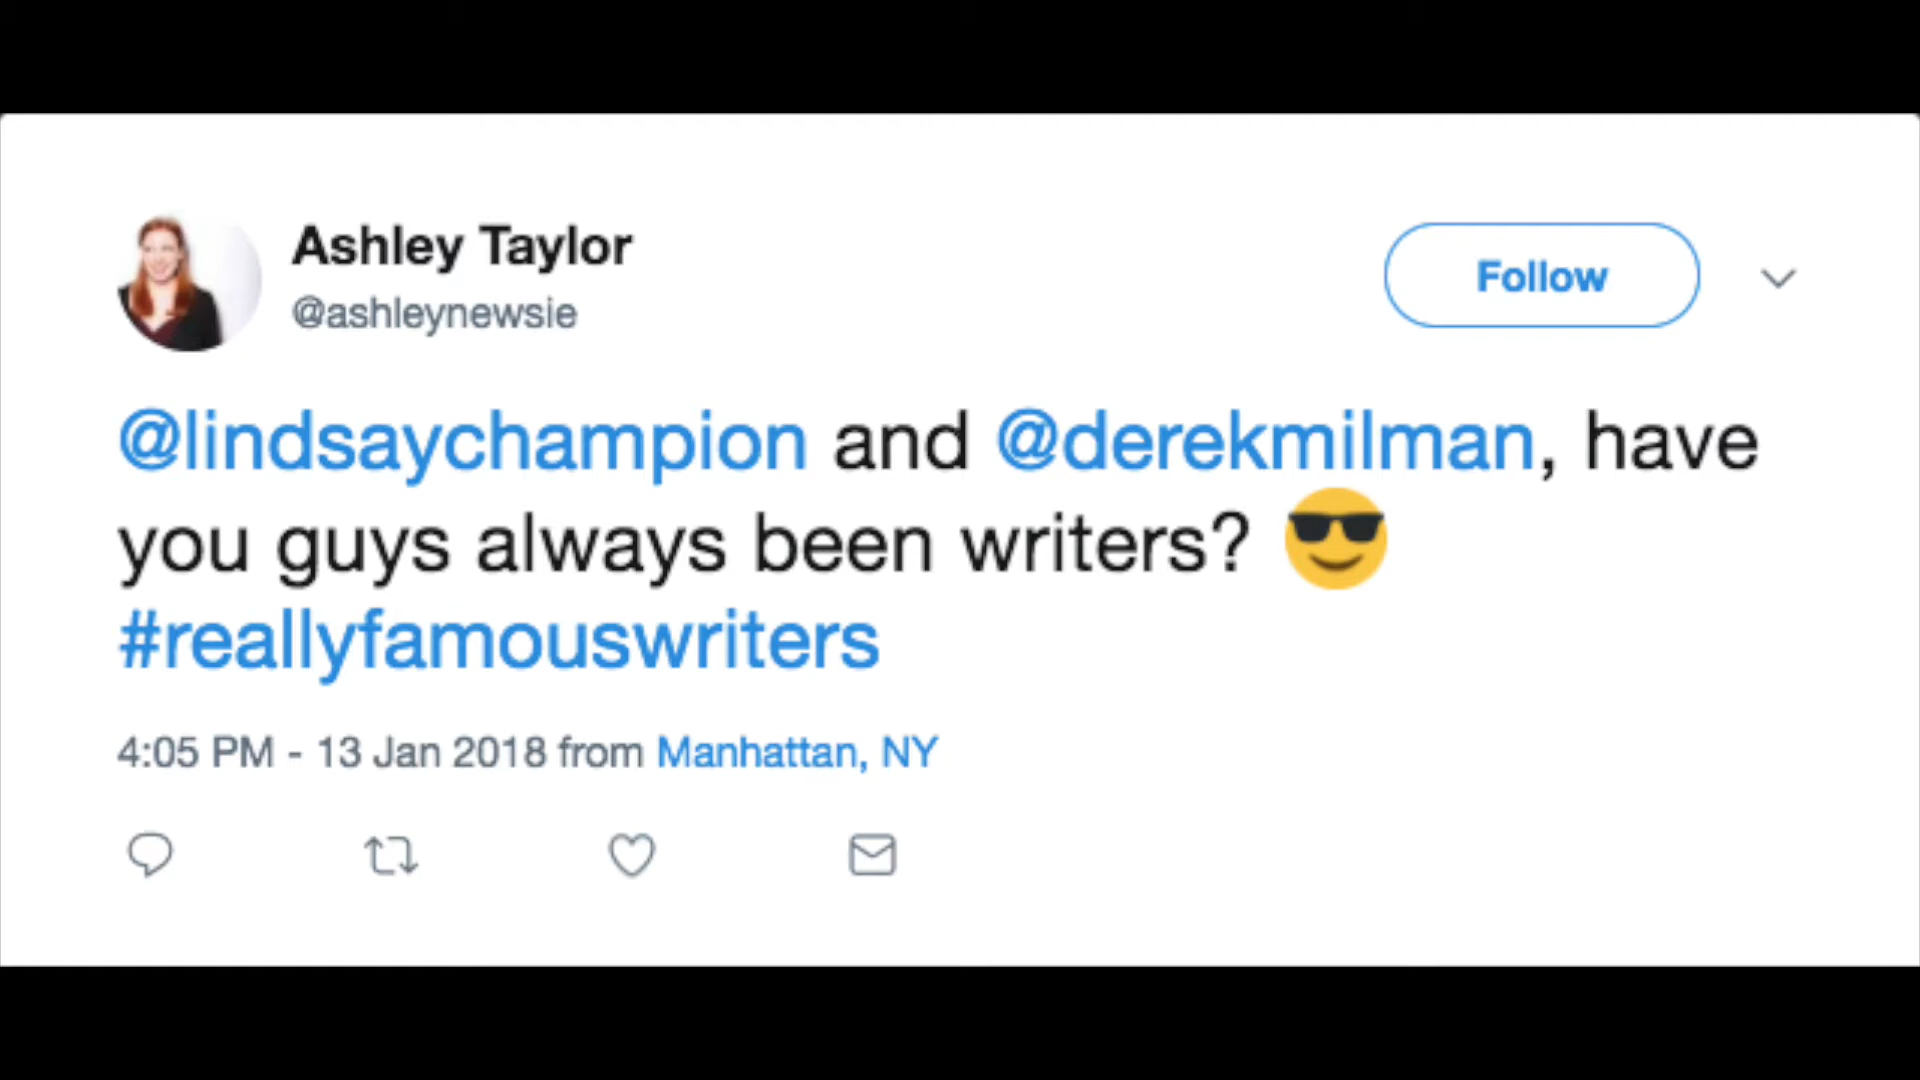 Ashley Taylor
@ashleynewsie
Follow
@lindsaychampion and @derekmilman, have
you guys always been writers? 😎
#reallyfamouswriters
4:05 PM - 13 Jan 2018 from Manhattan, NY